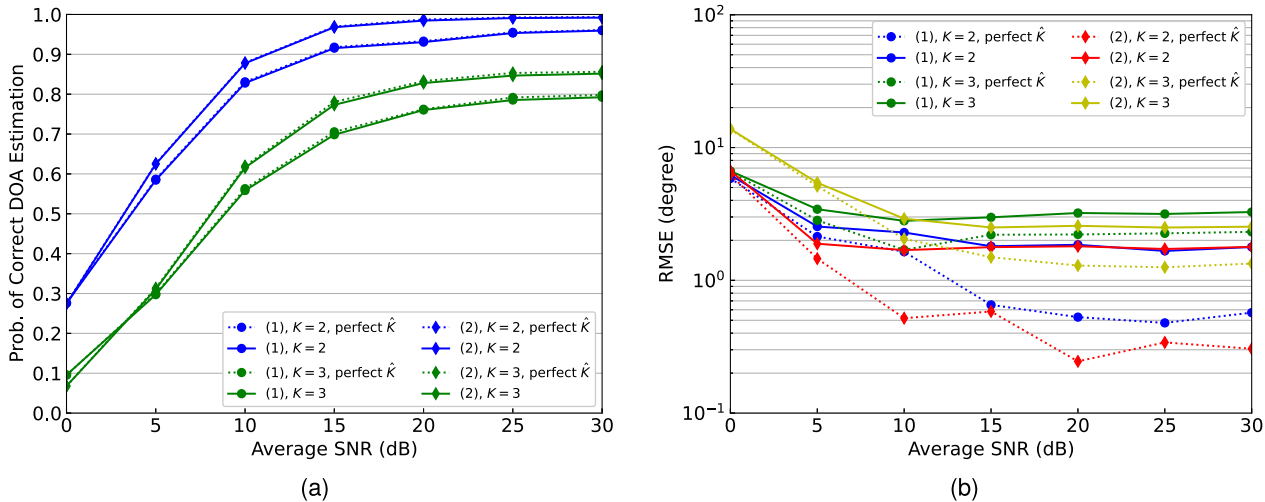 1.0
0.9
0.8
0.7
0.6
0.5
0.4
0.3
0.2
0.1
0.0
Prob. of Correct DOA Estimation
(1), K = 2, perfect K̂
(1), K = 2
(1), K = 3, perfect K̂
(1), K = 3
(2), K = 2, perfect K̂
(2), K = 2
(2), K = 3, perfect K̂
(2), K = 3
0 5 10 15 20 25 30
Average SNR (dB)
(a)
10²
10¹
10⁰
10⁻¹
RMSE (degree)
(1), K = 2, perfect K̂
(1), K = 2
(1), K = 3, perfect K̂
(1), K = 3
(2), K = 2, perfect K̂
(2), K = 2
(2), K = 3, perfect K̂
(2), K = 3
0 5 10 15 20 25 30
Average SNR (dB)
(b)